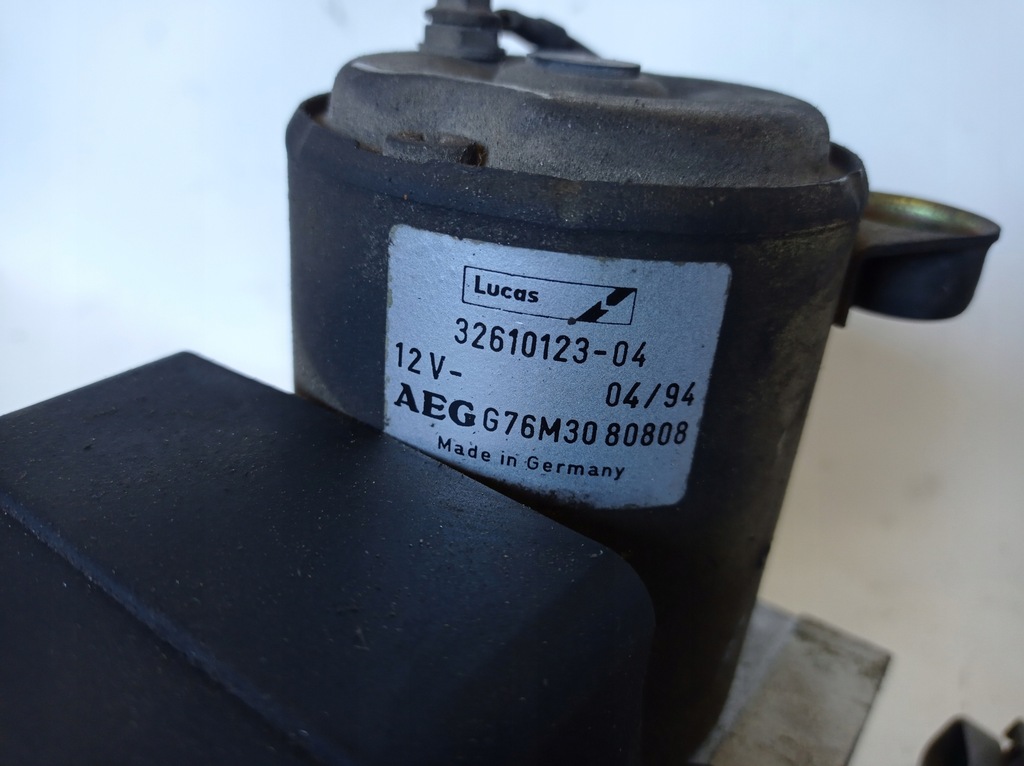 Lucas
32610123-04
12V-
04/94
AEG G76M30 80808
Made in Germany